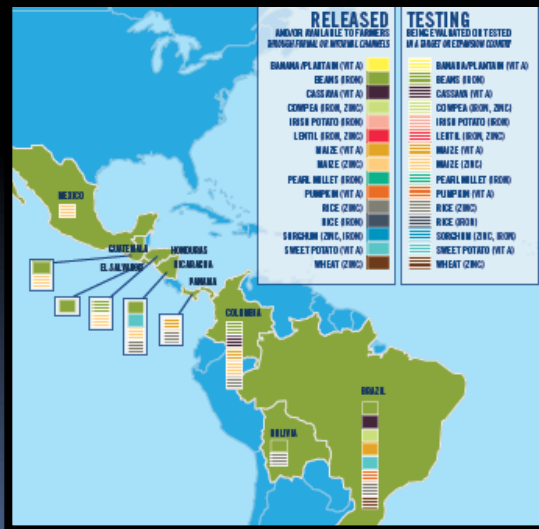 RELEASED
AND/OR AVAILABLE TO FARMERS
THROUGH FORMAL OR INFORMAL CHANNELS
BANANA/PLANTAIN (VIT A)
BEANS (IRON)
CASSAVA (VIT A)
COWPEA (IRON, ZINC)
IRISH POTATO (IRON)
LENTIL (IRON, ZINC)
MAIZE (VIT A)
MAIZE (ZINC)
PEARL MILLET (IRON)
PUMPKIN (VIT A)
RICE (ZINC)
RICE (IRON)
SORGHUM (ZINC, IRON)
SWEET POTATO (VIT A)
WHEAT (ZINC)
TESTING
BEING EVALUATED OR TESTED
IN A TARGET OR EXPANSION COUNTRY
BANANA/PLANTAIN (VIT A)
BEANS (IRON)
CASSAVA (VIT A)
COWPEA (IRON, ZINC)
IRISH POTATO (IRON)
LENTIL (IRON, ZINC)
MAIZE (VIT A)
MAIZE (ZINC)
PEARL MILLET (IRON)
PUMPKIN (VIT A)
RICE (ZINC)
RICE (IRON)
SORGHUM (ZINC, IRON)
SWEET POTATO (VIT A)
WHEAT (ZINC)
MEXICO
GUATEMALA
HONDURAS
EL SALVADOR
NICARAGUA
PANAMA
COLOMBIA
BRAZIL
BOLIVIA